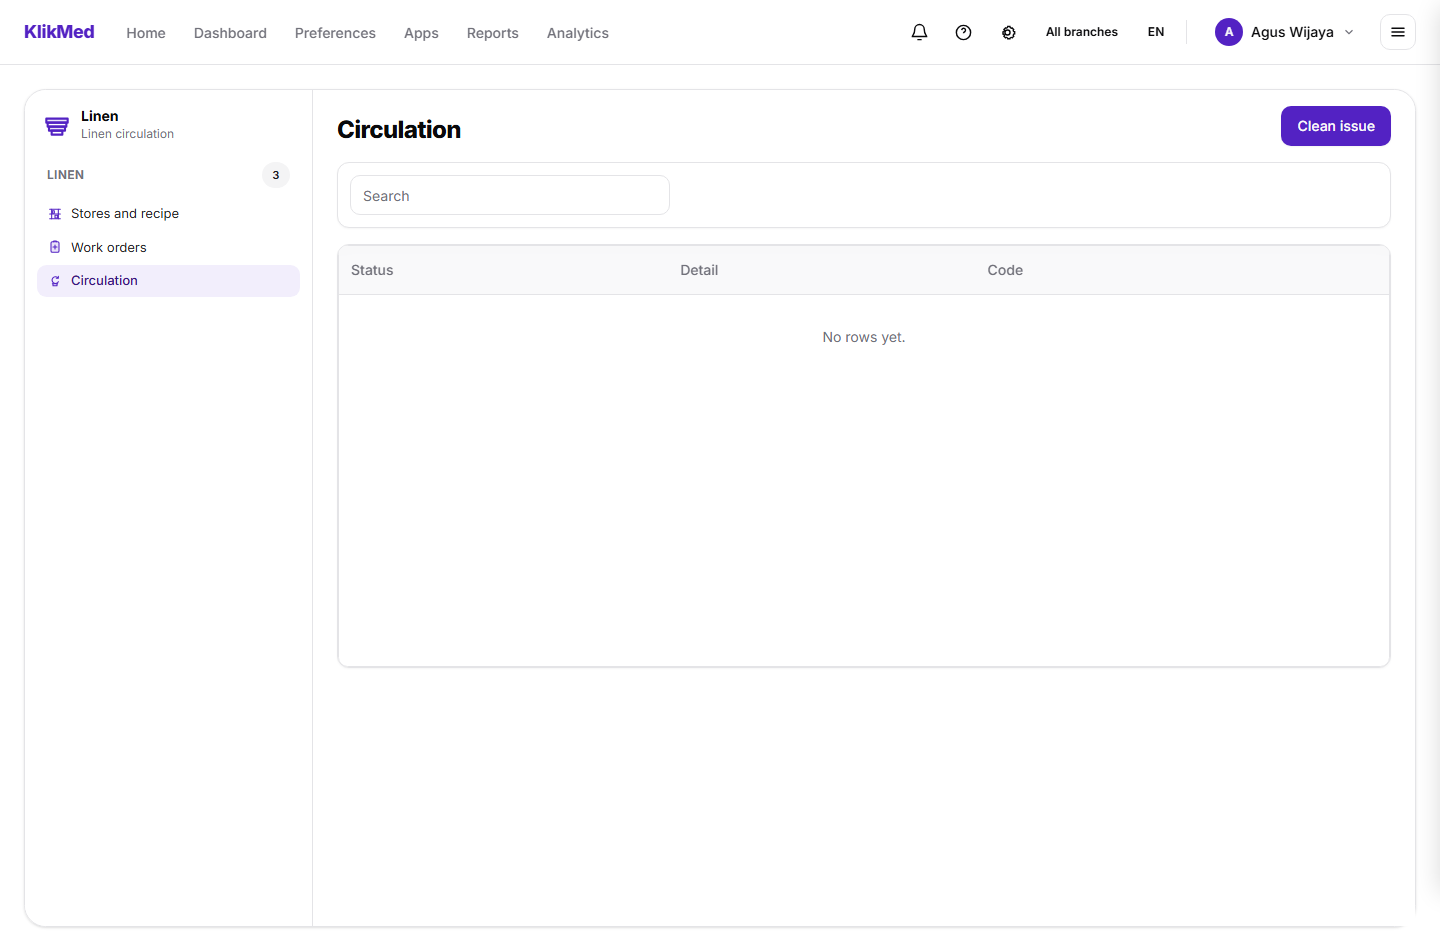 KlikMed
Home
Dashboard
Preferences
Apps
Reports
Analytics
All branches
EN
A
Agus Wijaya
Linen
Linen circulation
LINEN
3
Stores and recipe
Work orders
Circulation
Circulation
Clean issue
Search
Status
Detail
Code
No rows yet.